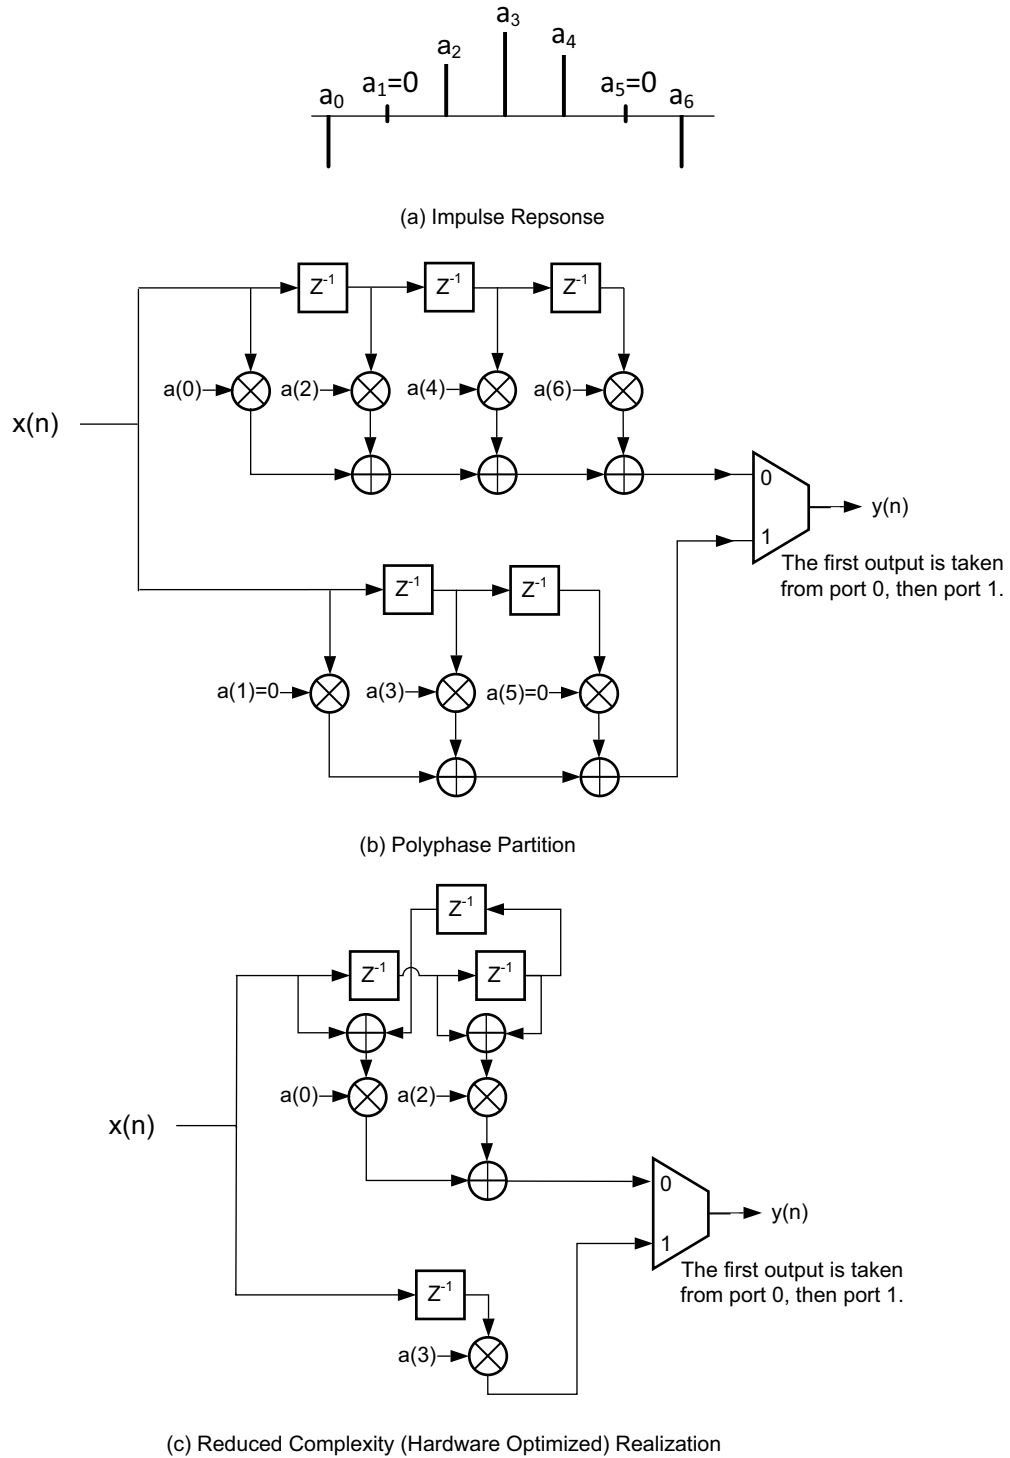 a3
a2
a4
a1=0
a5=0
a0
a6
(a) Impulse Repsonse
Z-1
Z-1
Z-1
a(0)
a(2)
a(4)
a(6)
x(n)
0
y(n)
1
The first output is taken
from port 0, then port 1.
Z-1
Z-1
a(1)=0
a(3)
a(5)=0
(b) Polyphase Partition
Z-1
Z-1
Z-1
a(0)
a(2)
x(n)
0
y(n)
1
The first output is taken
from port 0, then port 1.
Z-1
a(3)
(c) Reduced Complexity (Hardware Optimized) Realization